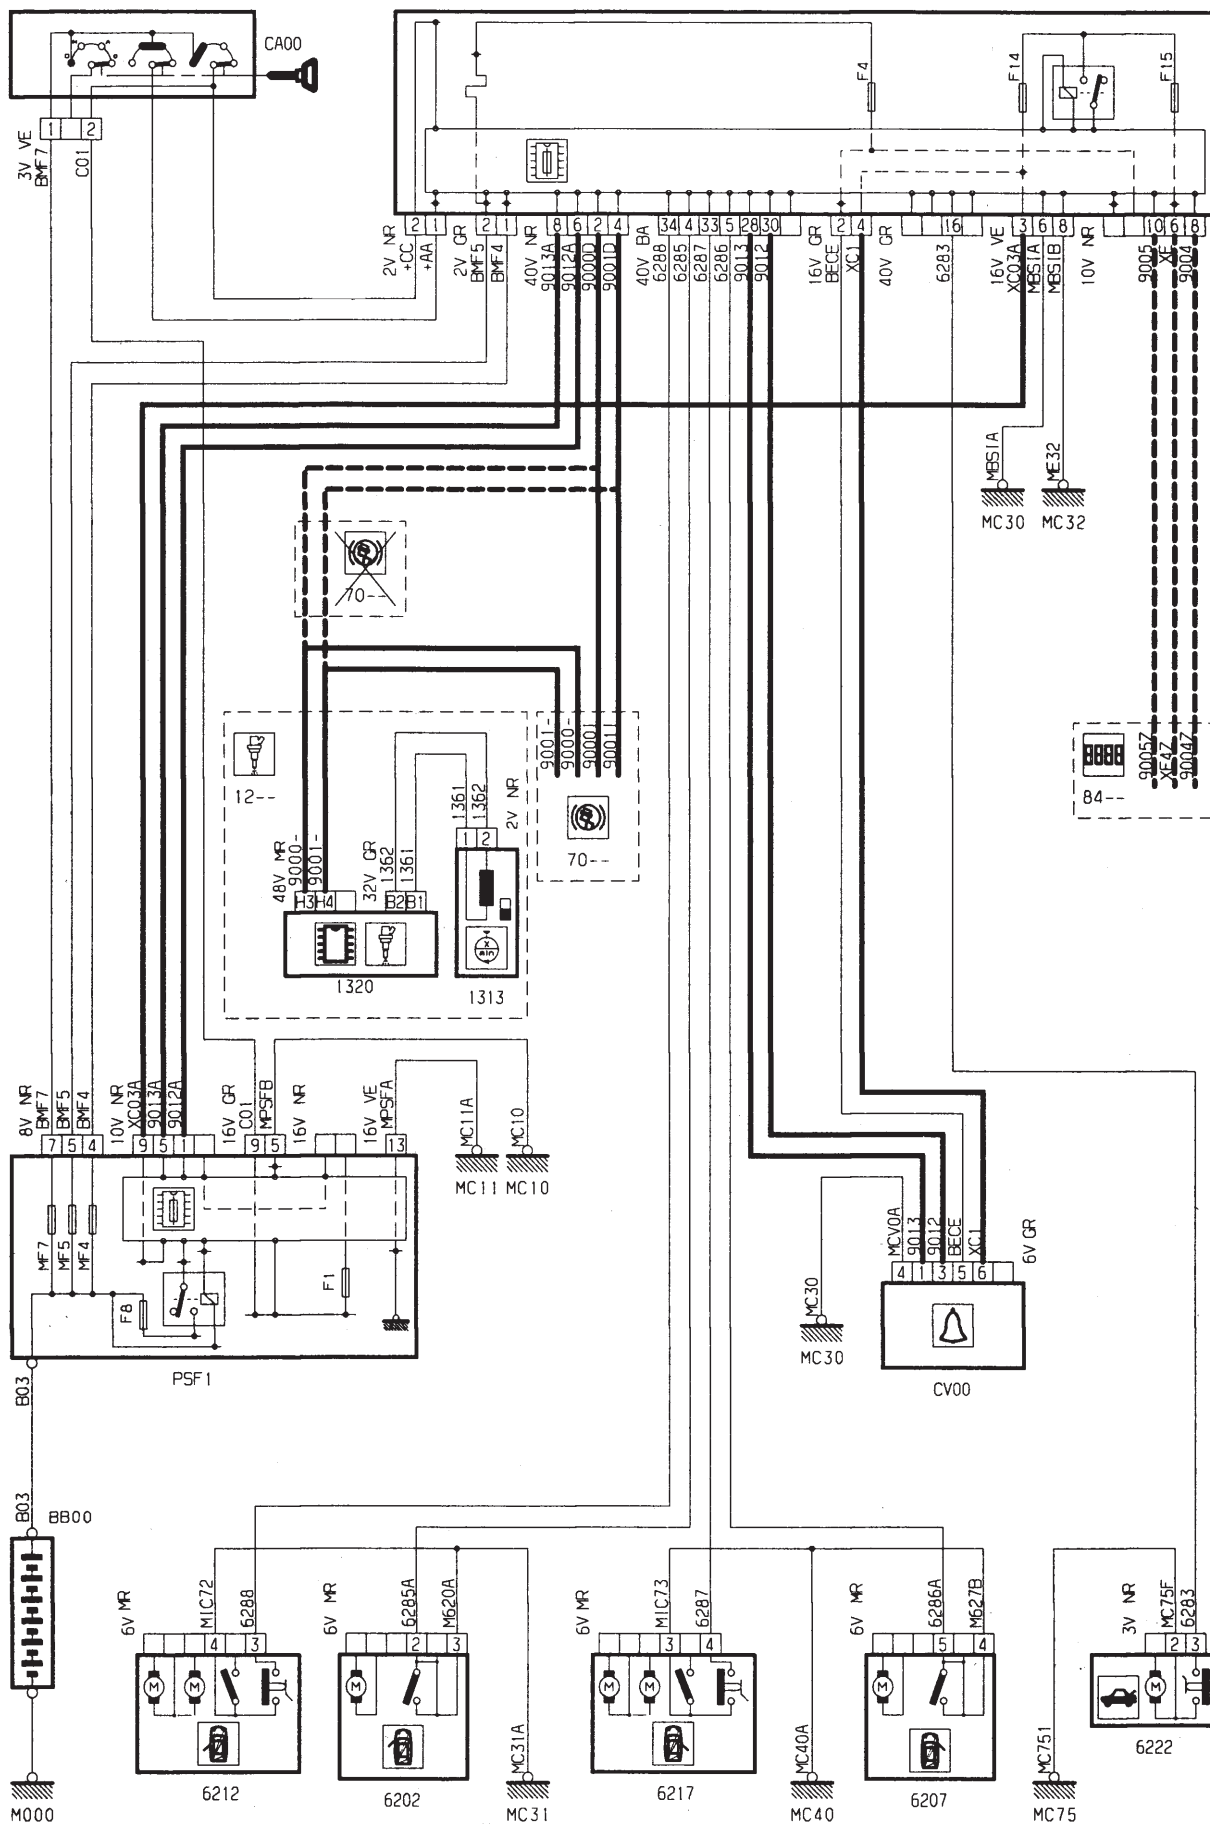 CA00
1 2
3V VE
BMF7
C01
F4
F14
F15
2 1 2 1 8 6 2 4 34 4 33 5 28 30 2 4 16 3 6 8 10 6 8
2V NR
+CC
+AA
2V GR
BMF5
BMF4
40V NR
9013A
9012A
9000D
9001D
40V BA
6288
6285
6287
6286
9013
9012
16V GR
BECE
XC1
40V GR
6283
16V VE
XC03A
MBSIA
MBSIB
10V NR
9005
9004
MBSIA
ME32
MC30
MC32
70--
12--
9001-
9000-
9000I
9001I
70--
9005Z
XE4Z
9004Z
84--
1361
1362
2V NR
1 2
48V MR
9000-
9001-
32V GR
1362
1361
H3 H4 B2 B1
X
min
1320
1313
8V NR
BMF7
BMF5
BMF4
10V NR
XC03A
9013A
9012A
16V GR
C01
MPSFB
16V NR
16V VE
MPSFA
MC11A
MC10
7 5 4 9 5 1 9 5 13
MC11
MC10
MF7
MF5
MF4
F8
F1
PSF1
MC30
MC30
MCV0A
9013
9012
BECE
XC1
6V GR
4 1 3 5 6
CV00
B03
B03
BB00
M000
6V MR
MIC72
6288
4 3
M M
6212
6V MR
6285A
M620A
2 3
M
6202
MC31A
MC31
6V MR
MIC73
6287
3 4
M M
6217
MC40A
MC40
6V MR
6286A
M627B
5 4
M
6207
MC751
MC75
3V NR
MC75F
6283
2 3
M
6222